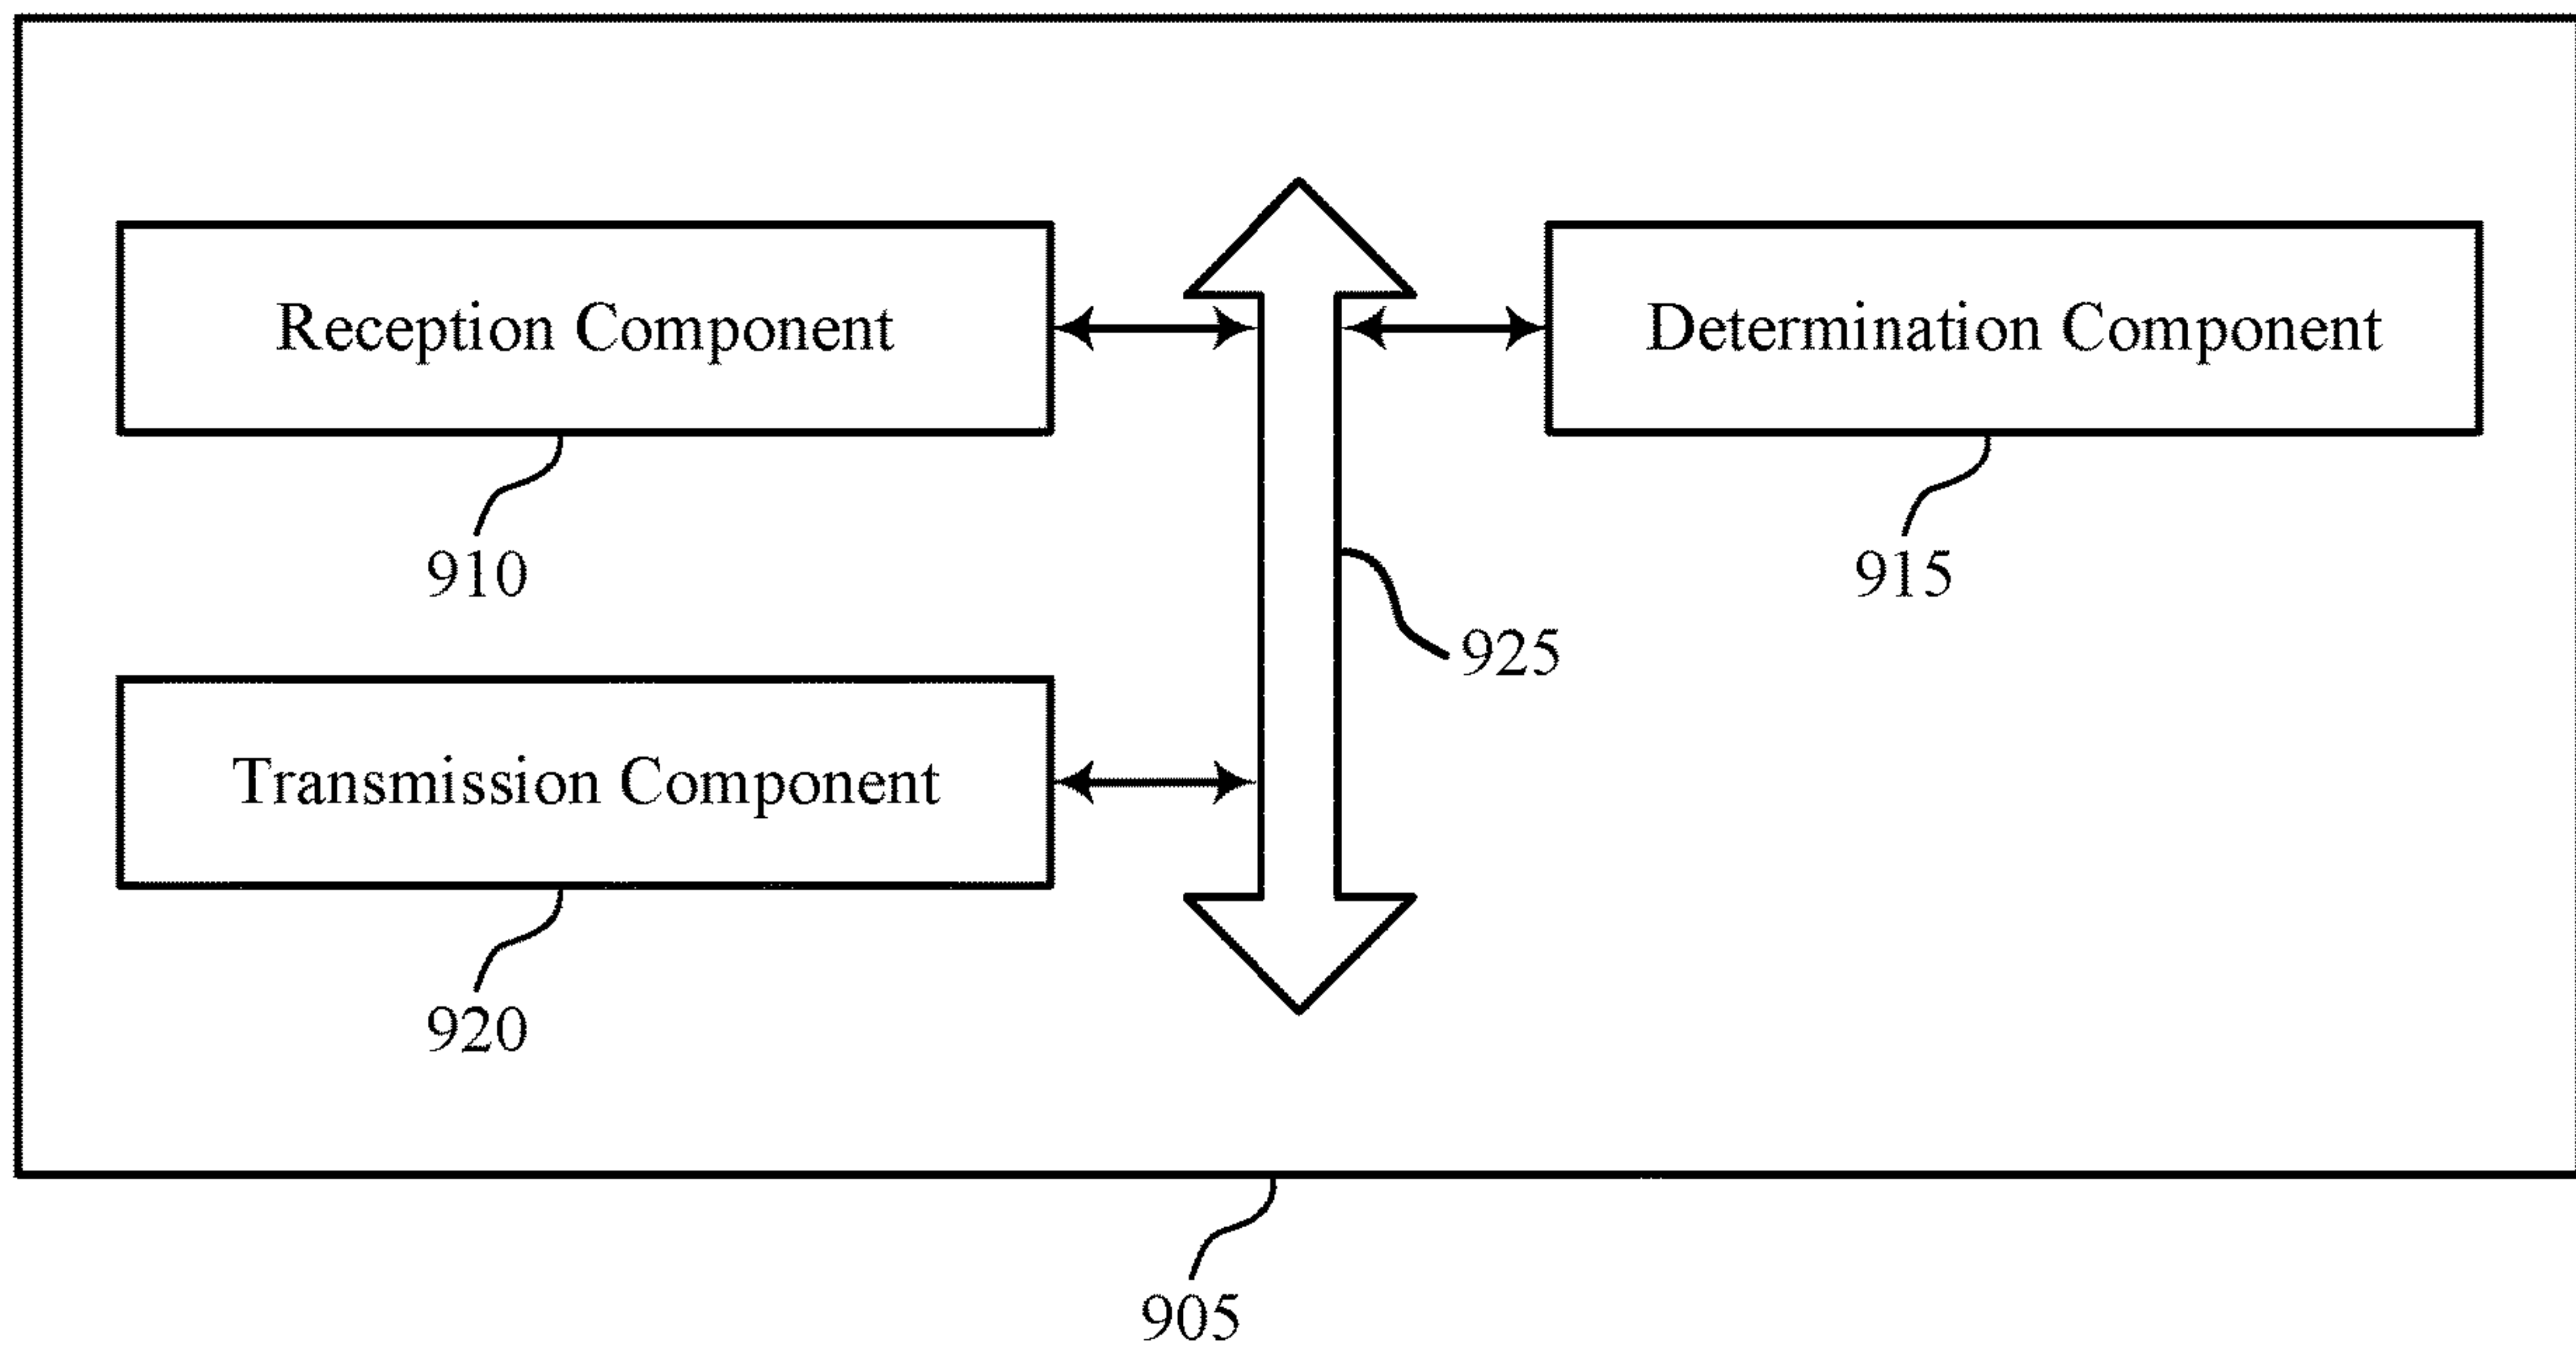 Reception Component
Determination Component
910
915
925
Transmission Component
920
905